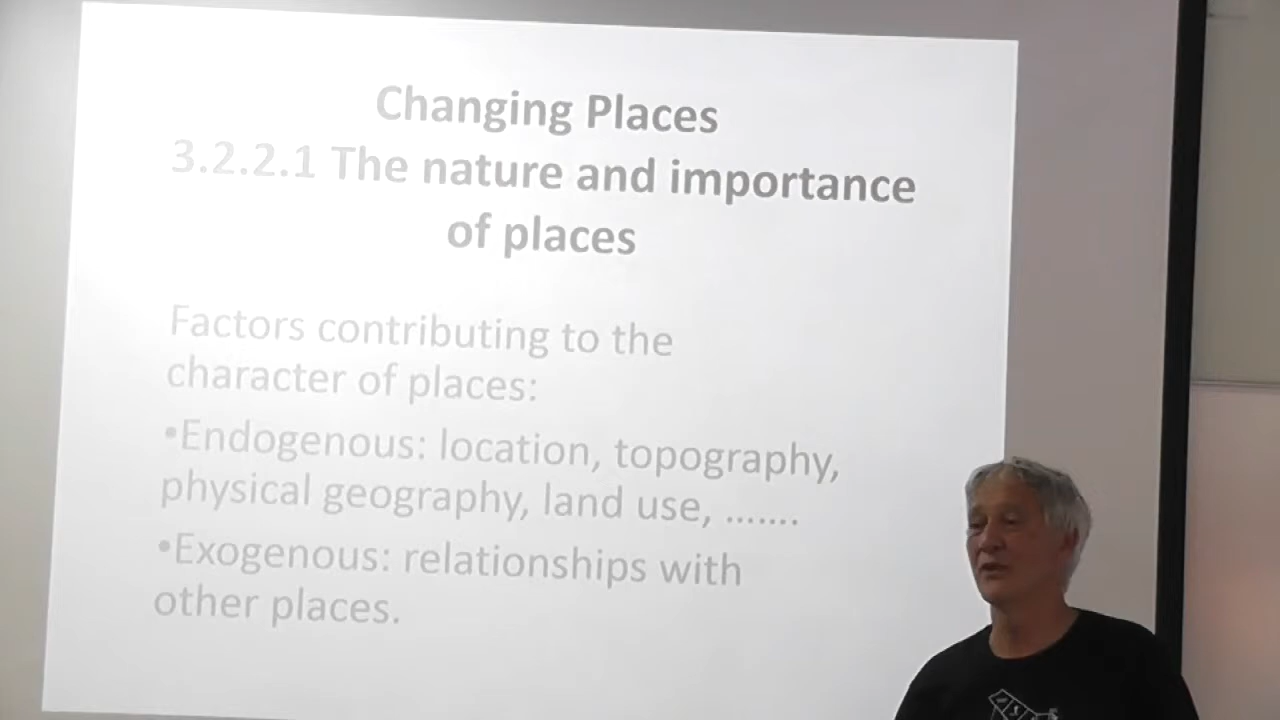 Changing Places
3.2.2.1 The nature and importance
of places
Factors contributing to the
character of places:
•Endogenous: location, topography,
physical geography, land use, .......
•Exogenous: relationships with
other places.